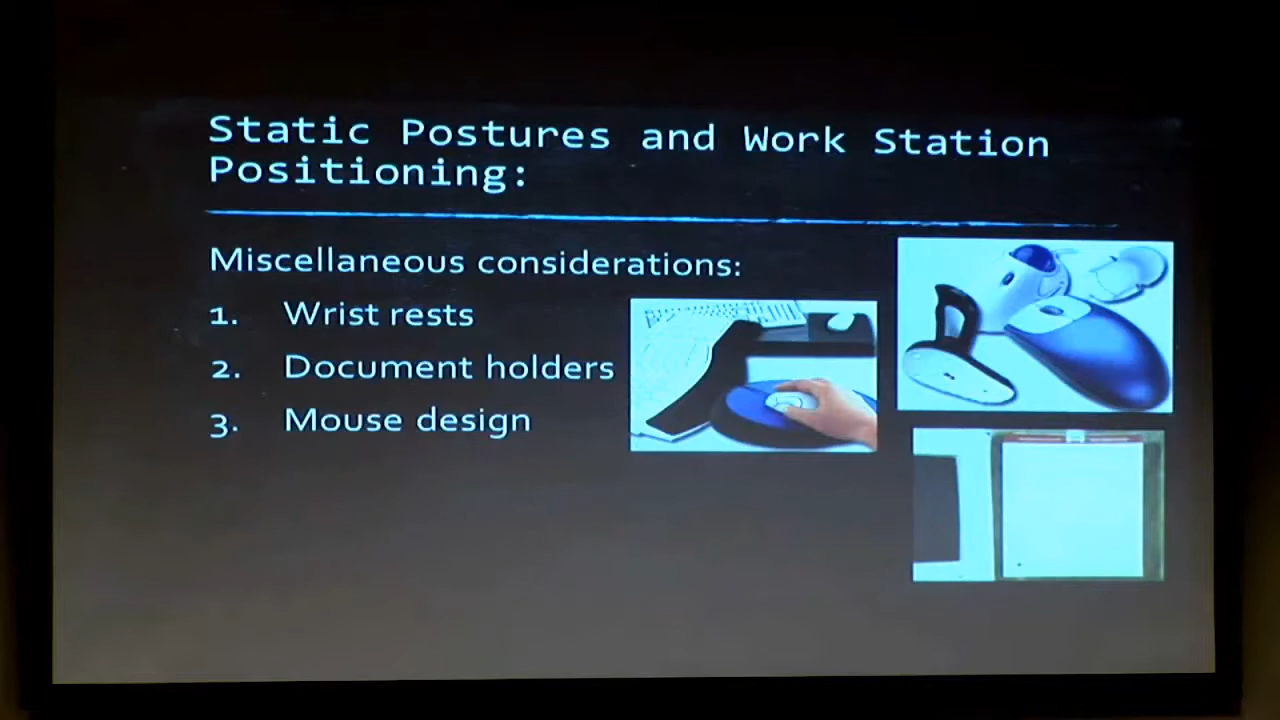 Static Postures and Work Station
Positioning:
Miscellaneous considerations:
1. Wrist rests
2. Document holders
3. Mouse design